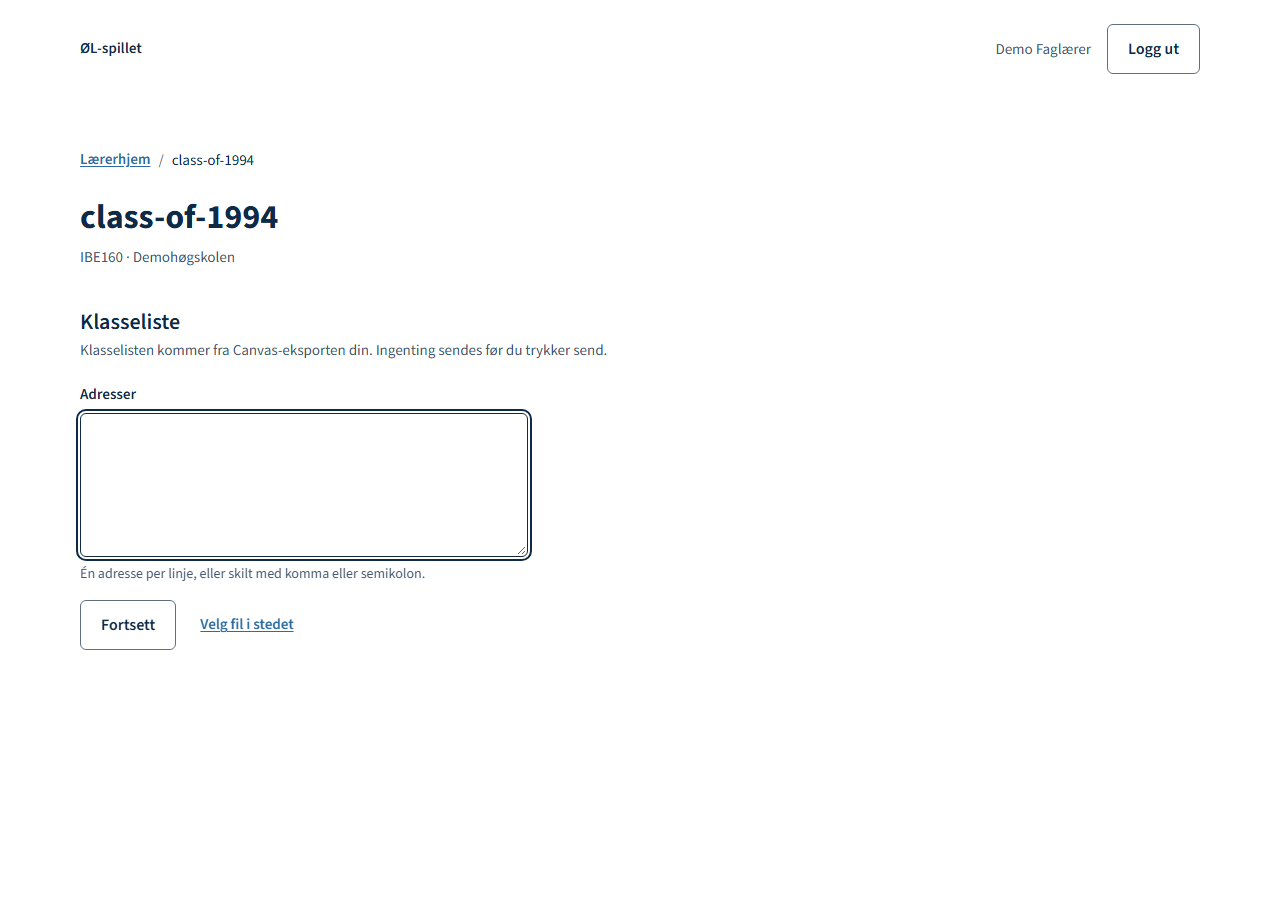 ØL-spillet
Demo Faglærer
Logg ut
Lærerhjem / class-of-1994
class-of-1994
IBE160 · Demohøgskolen
Klasseliste
Klasselisten kommer fra Canvas-eksporten din. Ingenting sendes før du trykker send.
Adresser
Én adresse per linje, eller skilt med komma eller semikolon.
Fortsett
Velg fil i stedet